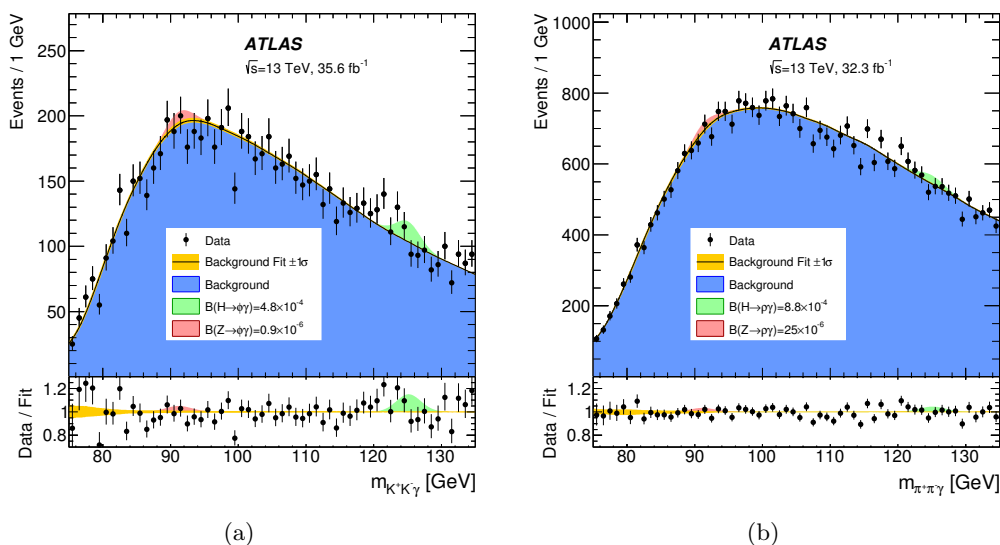 Events / 1 GeV
250
200
150
100
50
ATLAS
√s=13 TeV, 35.6 fb⁻¹
Data
Background Fit ±1σ
Background
B(H→φγ)=4.8×10⁻⁴
B(Z→φγ)=0.9×10⁻⁶
Data / Fit
1.2
1
0.8
80 90 100 110 120 130
m_K⁺K⁻γ [GeV]
(a)
Events / 1 GeV
1000
800
600
400
200
ATLAS
√s=13 TeV, 32.3 fb⁻¹
Data
Background Fit ±1σ
Background
B(H→ργ)=8.8×10⁻⁴
B(Z→ργ)=25×10⁻⁶
Data / Fit
1.2
1
0.8
80 90 100 110 120 130
m_π⁺π⁻γ [GeV]
(b)